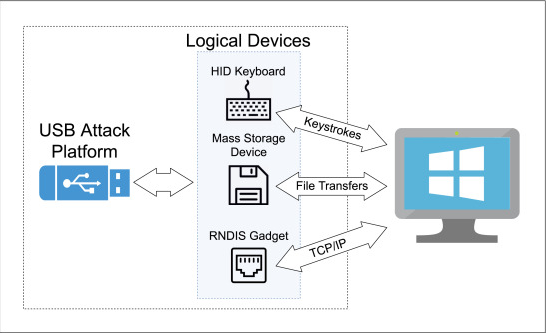 Logical Devices
HID Keyboard
Keystrokes
USB Attack
Platform
Mass Storage
Device
File Transfers
RNDIS Gadget
TCP/IP